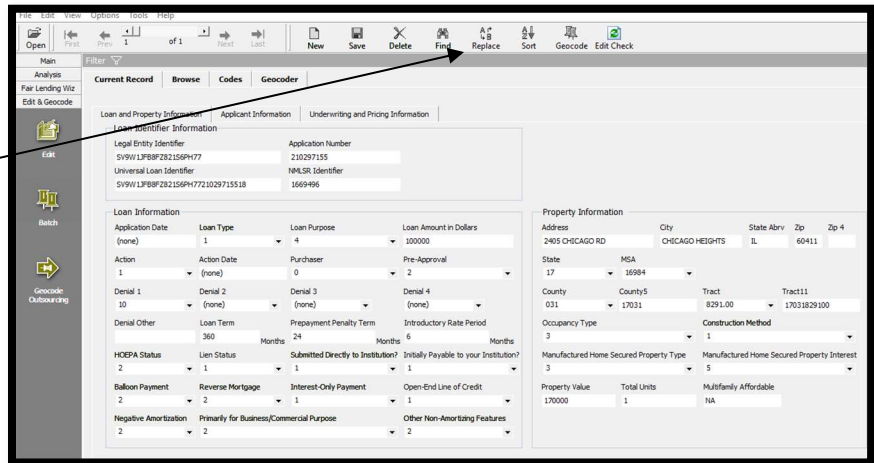 File Edit View Options Tools Help
Open First Prev 1 of 1 Next Last New Save Delete Find Replace Sort Geocode Edit Check
Main Filter
Analysis
Fair Lending Wiz
Edit & Geocode
Edit
Batch
Geocode Outsourcing
Current Record Browse Codes Geocoder
Loan and Property Information Applicant Information Underwriting and Pricing Information
Loan Identifier Information
Legal Entity Identifier Application Number
SV9W1JFB8FZ821S6PH77 210297155
Universal Loan Identifier NMLSR Identifier
SV9W1JFB8FZ821S6PH7721029715518 1669496
Loan Information
Application Date Loan Type Loan Purpose Loan Amount in Dollars
(none) 1 4 100000
Action Action Date Purchaser Pre-Approval
1 (none) 0 2
Denial 1 Denial 2 Denial 3 Denial 4
10 (none) (none) (none)
Denial Other Loan Term Prepayment Penalty Term Introductory Rate Period
360 Months 24 Months 6 Months
HOEPA Status Lien Status Submitted Directly to Institution? Initially Payable to your Institution?
2 1 1 1
Balloon Payment Reverse Mortgage Interest-Only Payment Open-End Line of Credit
2 2 1 1
Negative Amortization Primarily for Business/Commercial Purpose Other Non-Amortizing Features
2 2 2
Property Information
Address City State Abrv Zip Zip 4
2405 CHICAGO RD CHICAGO HEIGHTS IL 60411
State MSA
17 16984
County County5 Tract Tract11
031 17031 8291.00 17031829100
Occupancy Type Construction Method
3 1
Manufactured Home Secured Property Type Manufactured Home Secured Property Interest
3 5
Property Value Total Units Multifamily Affordable
170000 1 NA